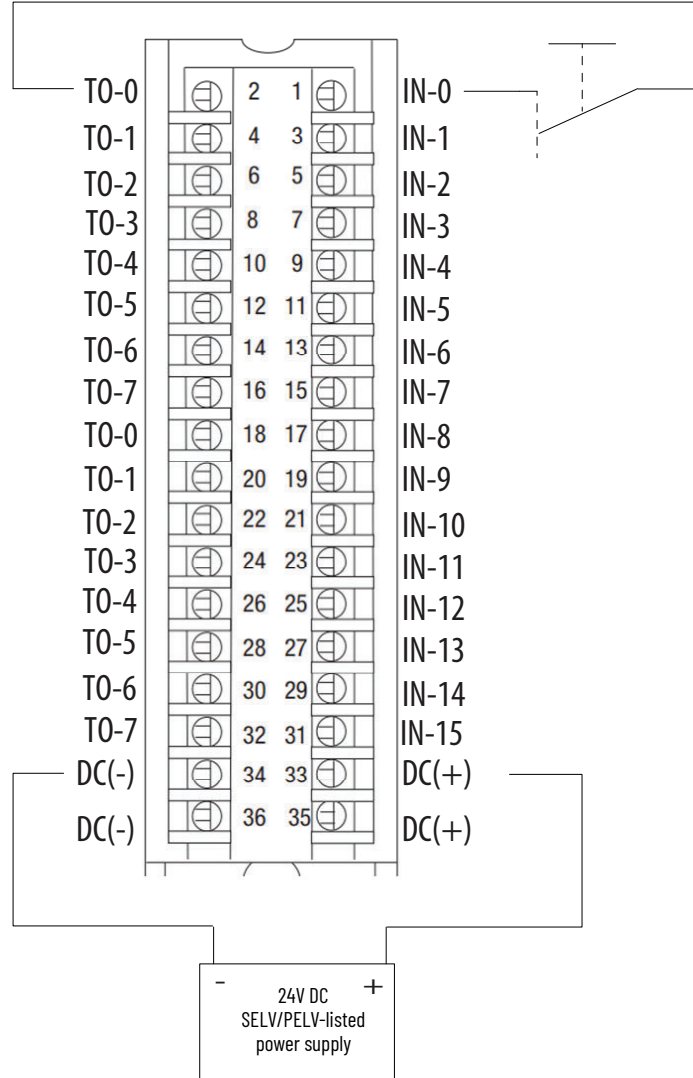 TO-0 2 1 IN-0
TO-1 4 3 IN-1
TO-2 6 5 IN-2
TO-3 8 7 IN-3
TO-4 10 9 IN-4
TO-5 12 11 IN-5
TO-6 14 13 IN-6
TO-7 16 15 IN-7
TO-0 18 17 IN-8
TO-1 20 19 IN-9
TO-2 22 21 IN-10
TO-3 24 23 IN-11
TO-4 26 25 IN-12
TO-5 28 27 IN-13
TO-6 30 29 IN-14
TO-7 32 31 IN-15
DC(-) 34 33 DC(+)
DC(-) 36 35 DC(+)
- +
24V DC
SELV/PELV-listed
power supply